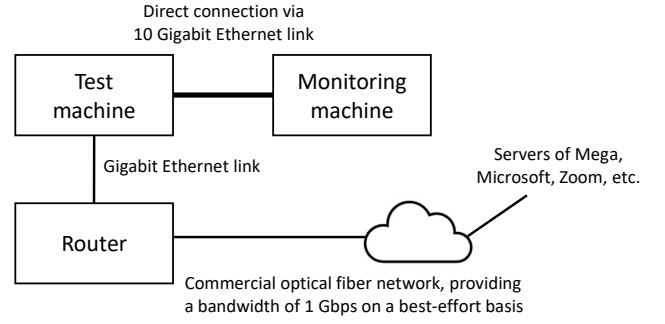 Direct connection via
10 Gigabit Ethernet link
Test
machine
Monitoring
machine
Gigabit Ethernet link
Servers of Mega,
Microsoft, Zoom, etc.
Router
Commercial optical fiber network, providing
a bandwidth of 1 Gbps on a best-effort basis